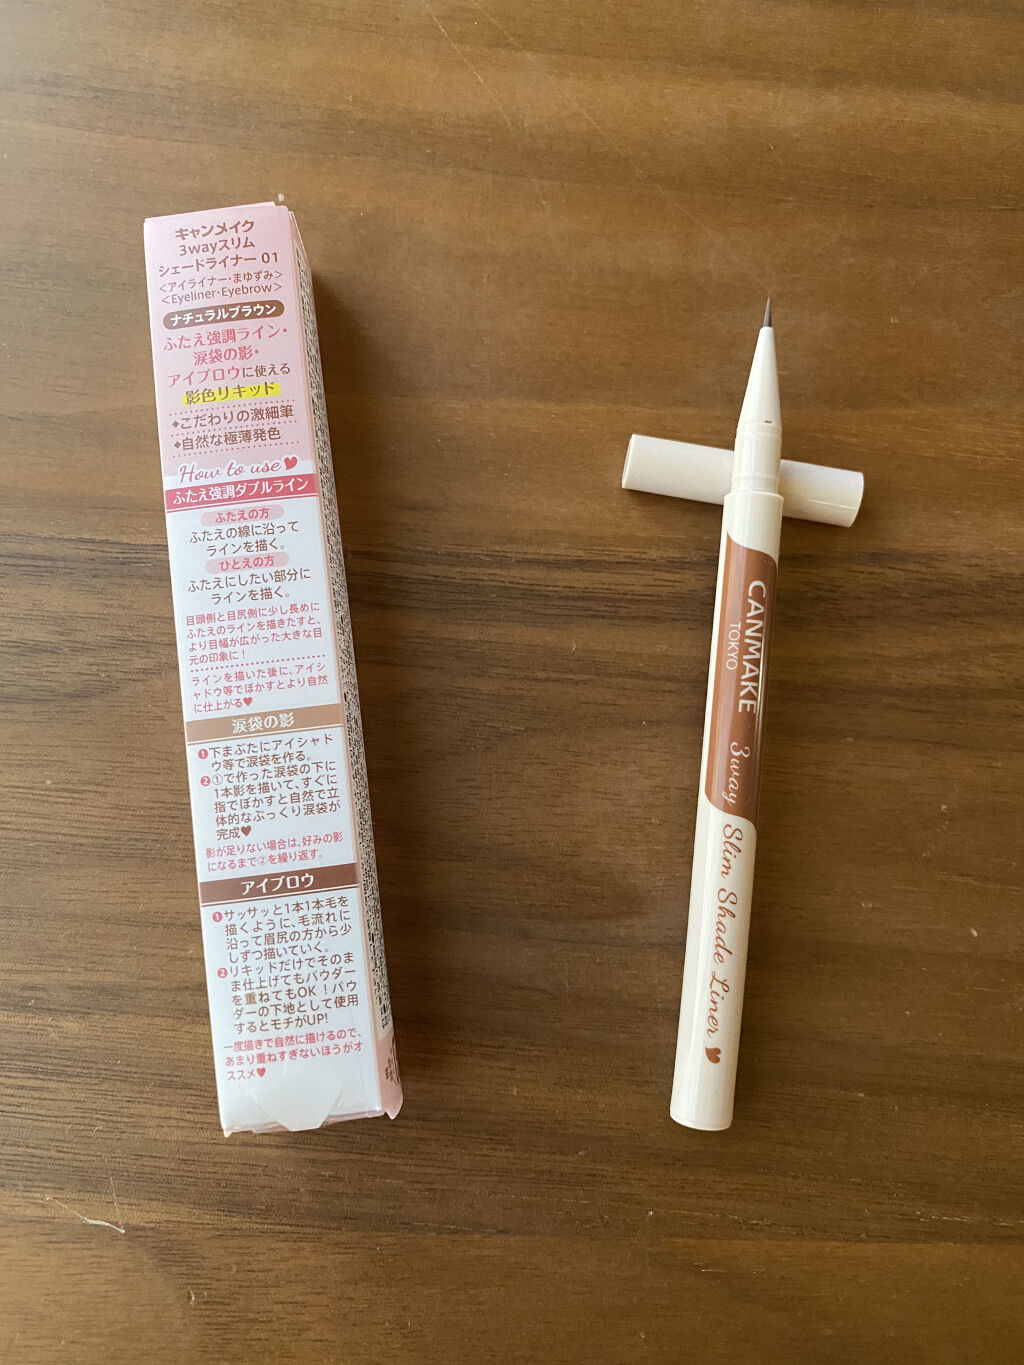 キャンメイク
3wayスリム
シェードライナー 01
＜アイライナー・まゆずみ＞
＜Eyeliner・Eyebrow＞
ナチュラルブラウン
ふたえ強調ライン・
涙袋の影・
アイブロウに使える
影色リキッド
◆こだわりの激細筆
◆自然な極薄発色
How to use♥
ふたえ強調ダブルライン
ふたえの方
ふたえの線に沿って
ラインを描く。
ひとえの方
ふたえにしたい部分に
ラインを描く。
目頭側と目尻側に少し長めに
ふたえのラインを描きたすと、
より目幅が広がった大きな目
元の印象に！
ラインを描いた後に、アイシ
ャドウ等でぼかすとより自然
に仕上がる♥
涙袋の影
❶下まぶたにアイシャド
ウ等で涙袋を作る。
❷①で作った涙袋の下に
1本影を描いて、すぐに
指でぼかすと自然で立
体的なぷっくり涙袋が
完成♥
影が足りない場合は、好みの影
になるまで②を繰り返す。
アイブロウ
❶サッサッと1本1本毛を
描くように、毛流れに
沿って眉尻の方から少
しずつ描いていく。
❷リキッドだけでそのま
ま仕上げてもパウダー
を重ねてもOK！パウ
ダーの下地として使用
するとモチがUP!
一度描きで自然に描けるので、
あまり重ねすぎないほうがオ
ススメ♥
CANMAKE
TOKYO
3way Slim Shade Liner ♥